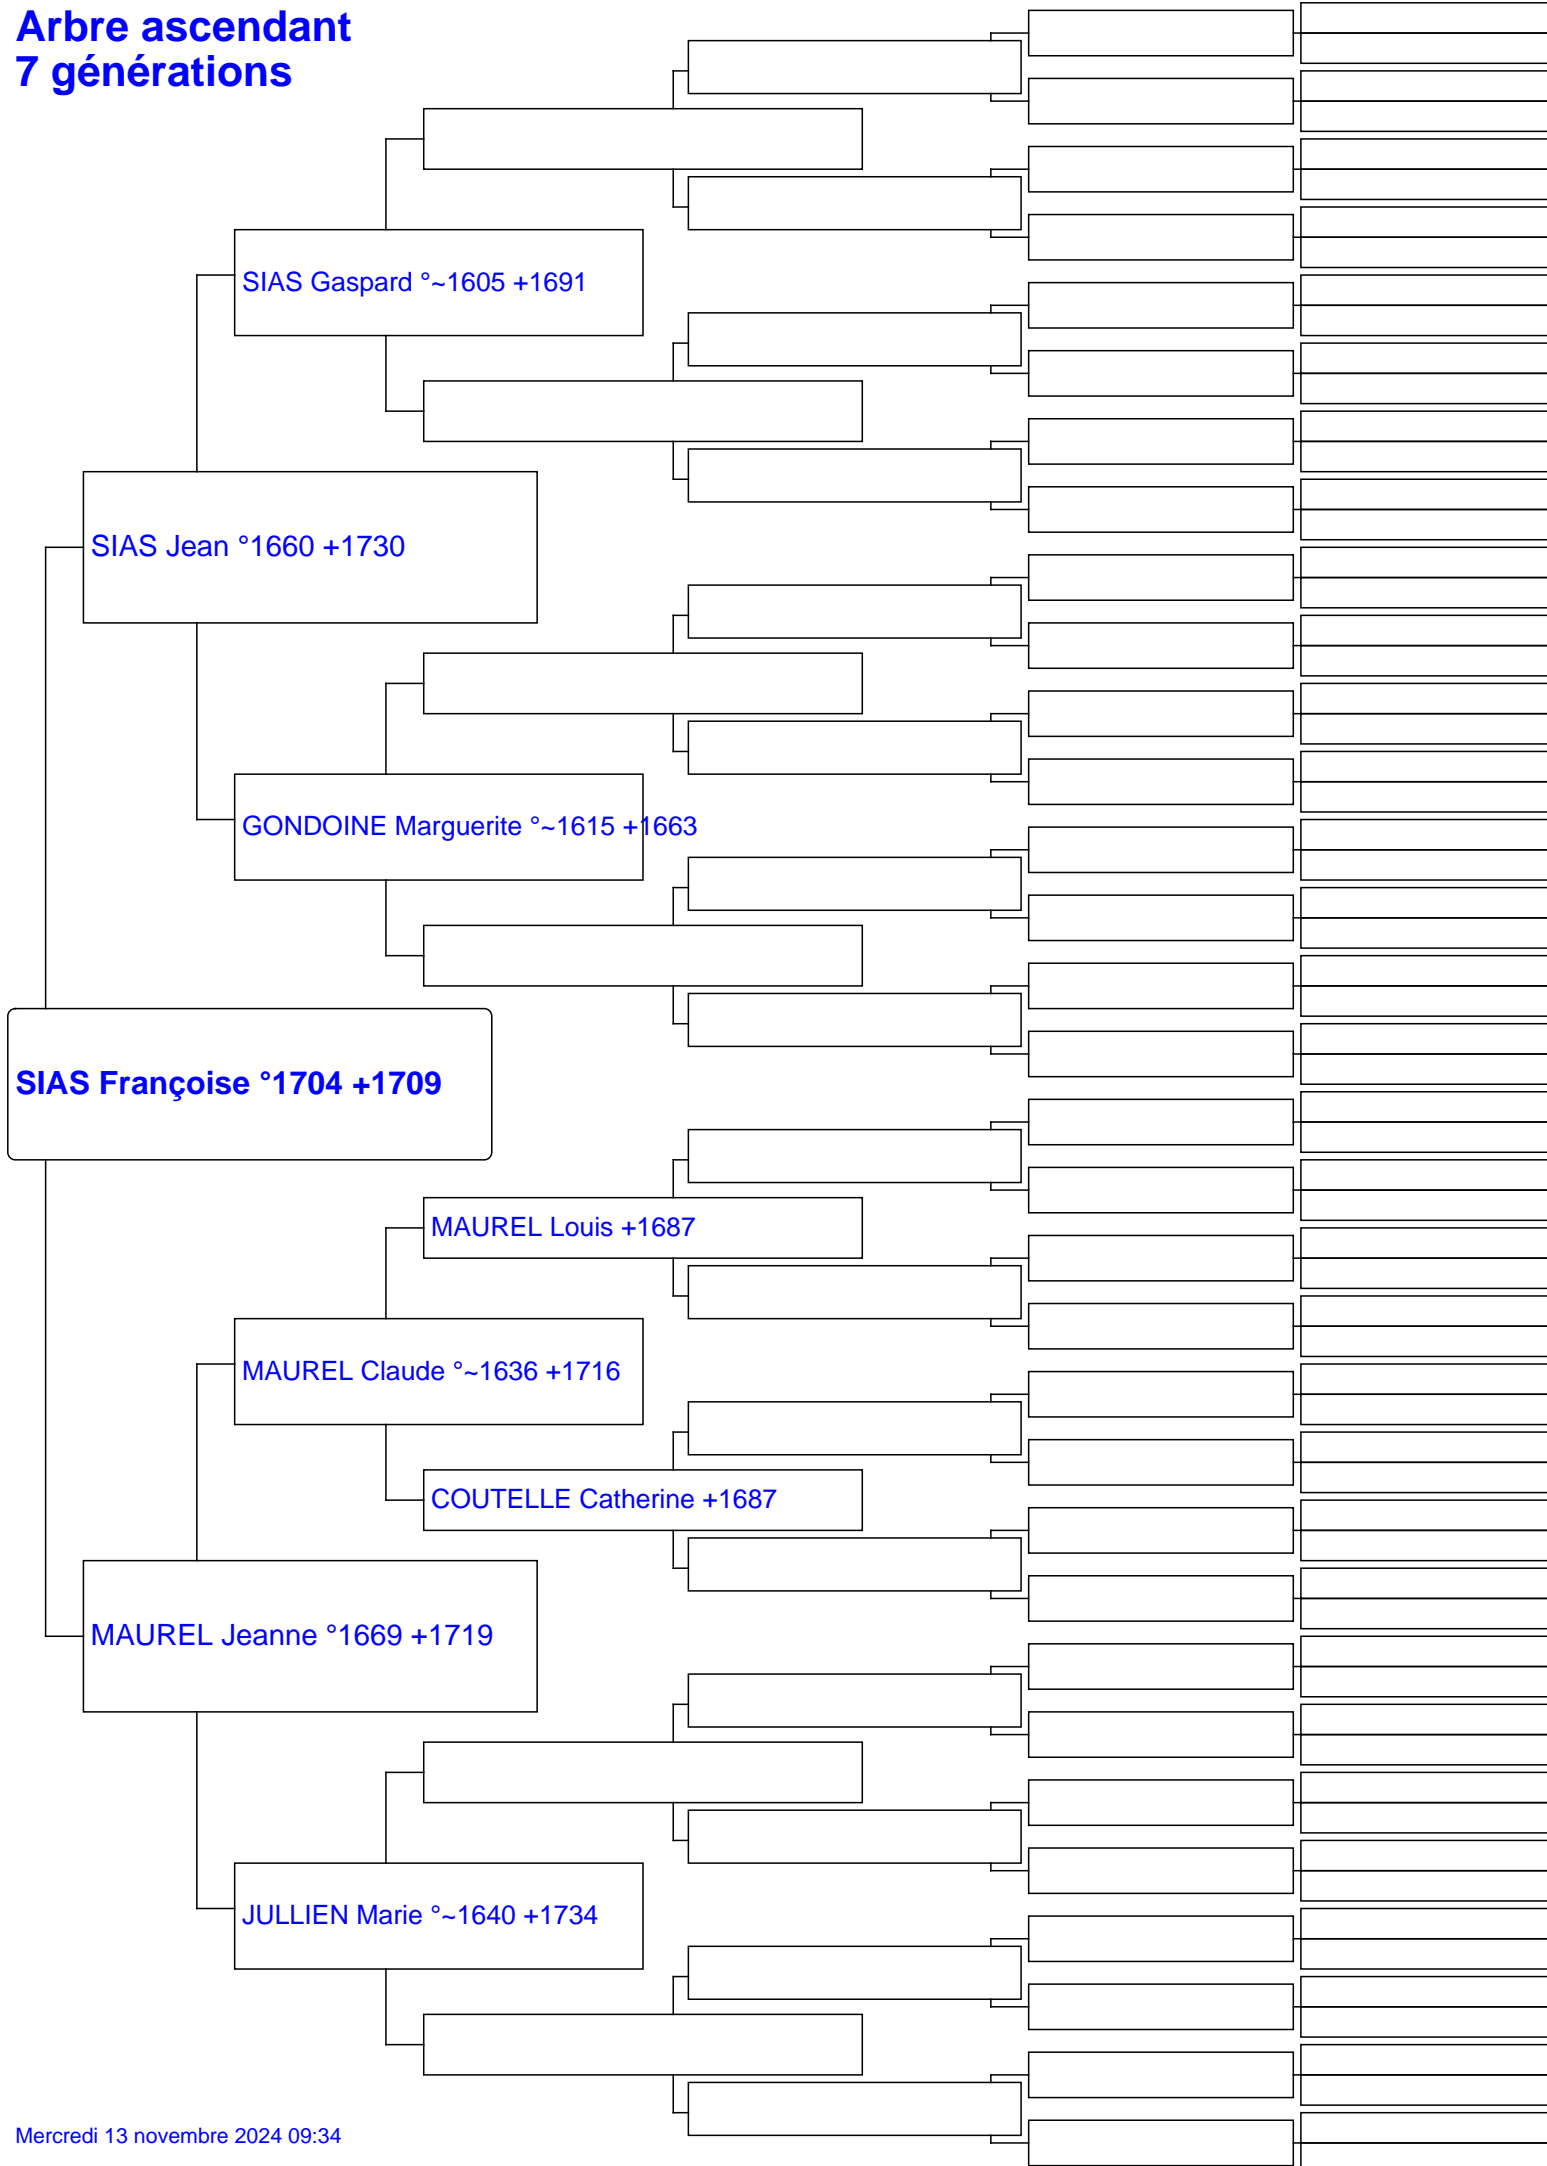 Arbre ascendant
7 générations
SIAS Gaspard °~1605 +1691
SIAS Jean °1660 +1730
GONDOINE Marguerite °~1615 +1663
SIAS Françoise °1704 +1709
MAUREL Louis +1687
MAUREL Claude °~1636 +1716
COUTELLE Catherine +1687
MAUREL Jeanne °1669 +1719
JULLIEN Marie °~1640 +1734
Mercredi 13 novembre 2024 09:34